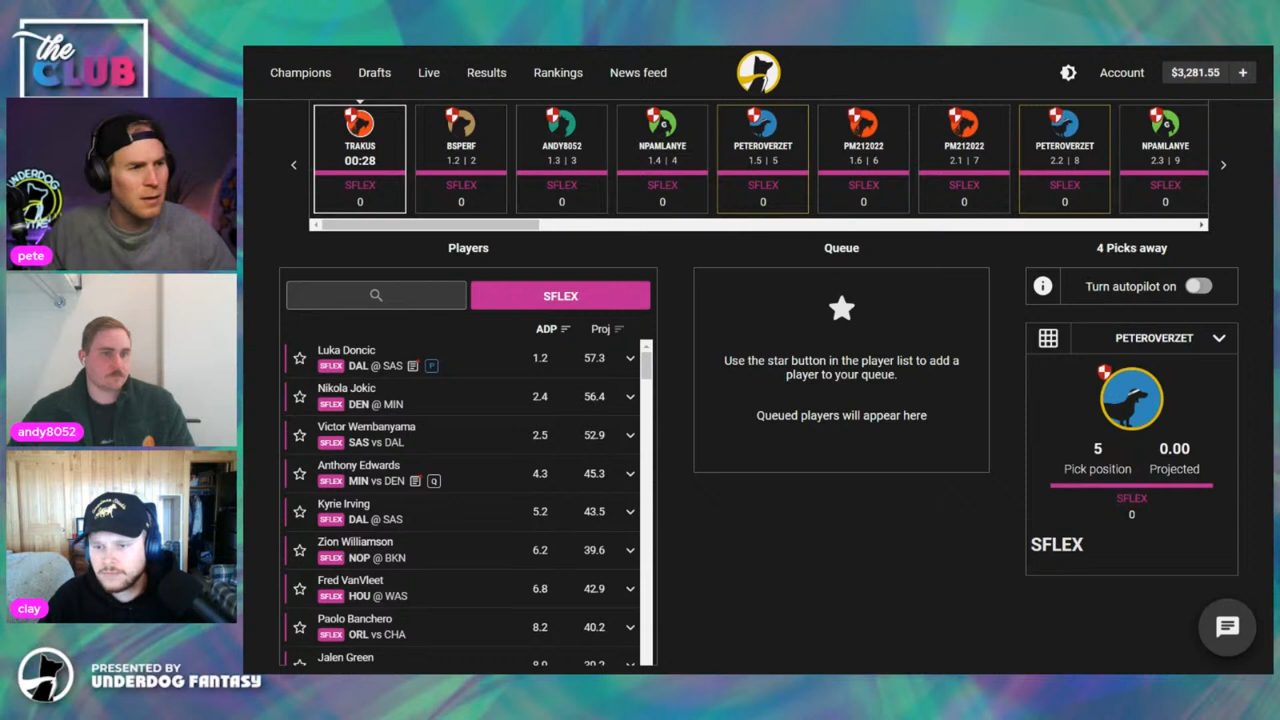 the
CLUB
pete
andy8052
clay
PRESENTED BY
UNDERDOG FANTASY
Champions Drafts Live Results Rankings News feed Account $3,281.55 +
TRAKUS BSPERF ANDY8052 NPAMLANYE PETEROVERZET PM212022 PM212022 PETEROVERZET NPAMLANYE
00:28 1.2 | 2 1.3 | 3 1.4 | 4 1.5 | 5 1.6 | 6 2.1 | 7 2.2 | 8 2.3 | 9
SFLEX SFLEX SFLEX SFLEX SFLEX SFLEX SFLEX SFLEX SFLEX
0 0 0 0 0 0 0 0 0
Players
SFLEX
ADP Proj
Luka Doncic
SFLEX DAL @ SAS P 1.2 57.3
Nikola Jokic
SFLEX DEN @ MIN 2.4 56.4
Victor Wembanyama
SFLEX SAS vs DAL 2.5 52.9
Anthony Edwards
SFLEX MIN vs DEN Q 4.3 45.3
Kyrie Irving
SFLEX DAL @ SAS 5.2 43.5
Zion Williamson
SFLEX NOP @ BKN 6.2 39.6
Fred VanVleet
SFLEX HOU @ WAS 6.8 42.9
Paolo Banchero
SFLEX ORL vs CHA 8.2 40.2
Jalen Green
Queue
Use the star button in the player list to add a
player to your queue.
Queued players will appear here
4 Picks away
Turn autopilot on
PETEROVERZET
5 0.00
Pick position Projected
SFLEX
0
SFLEX